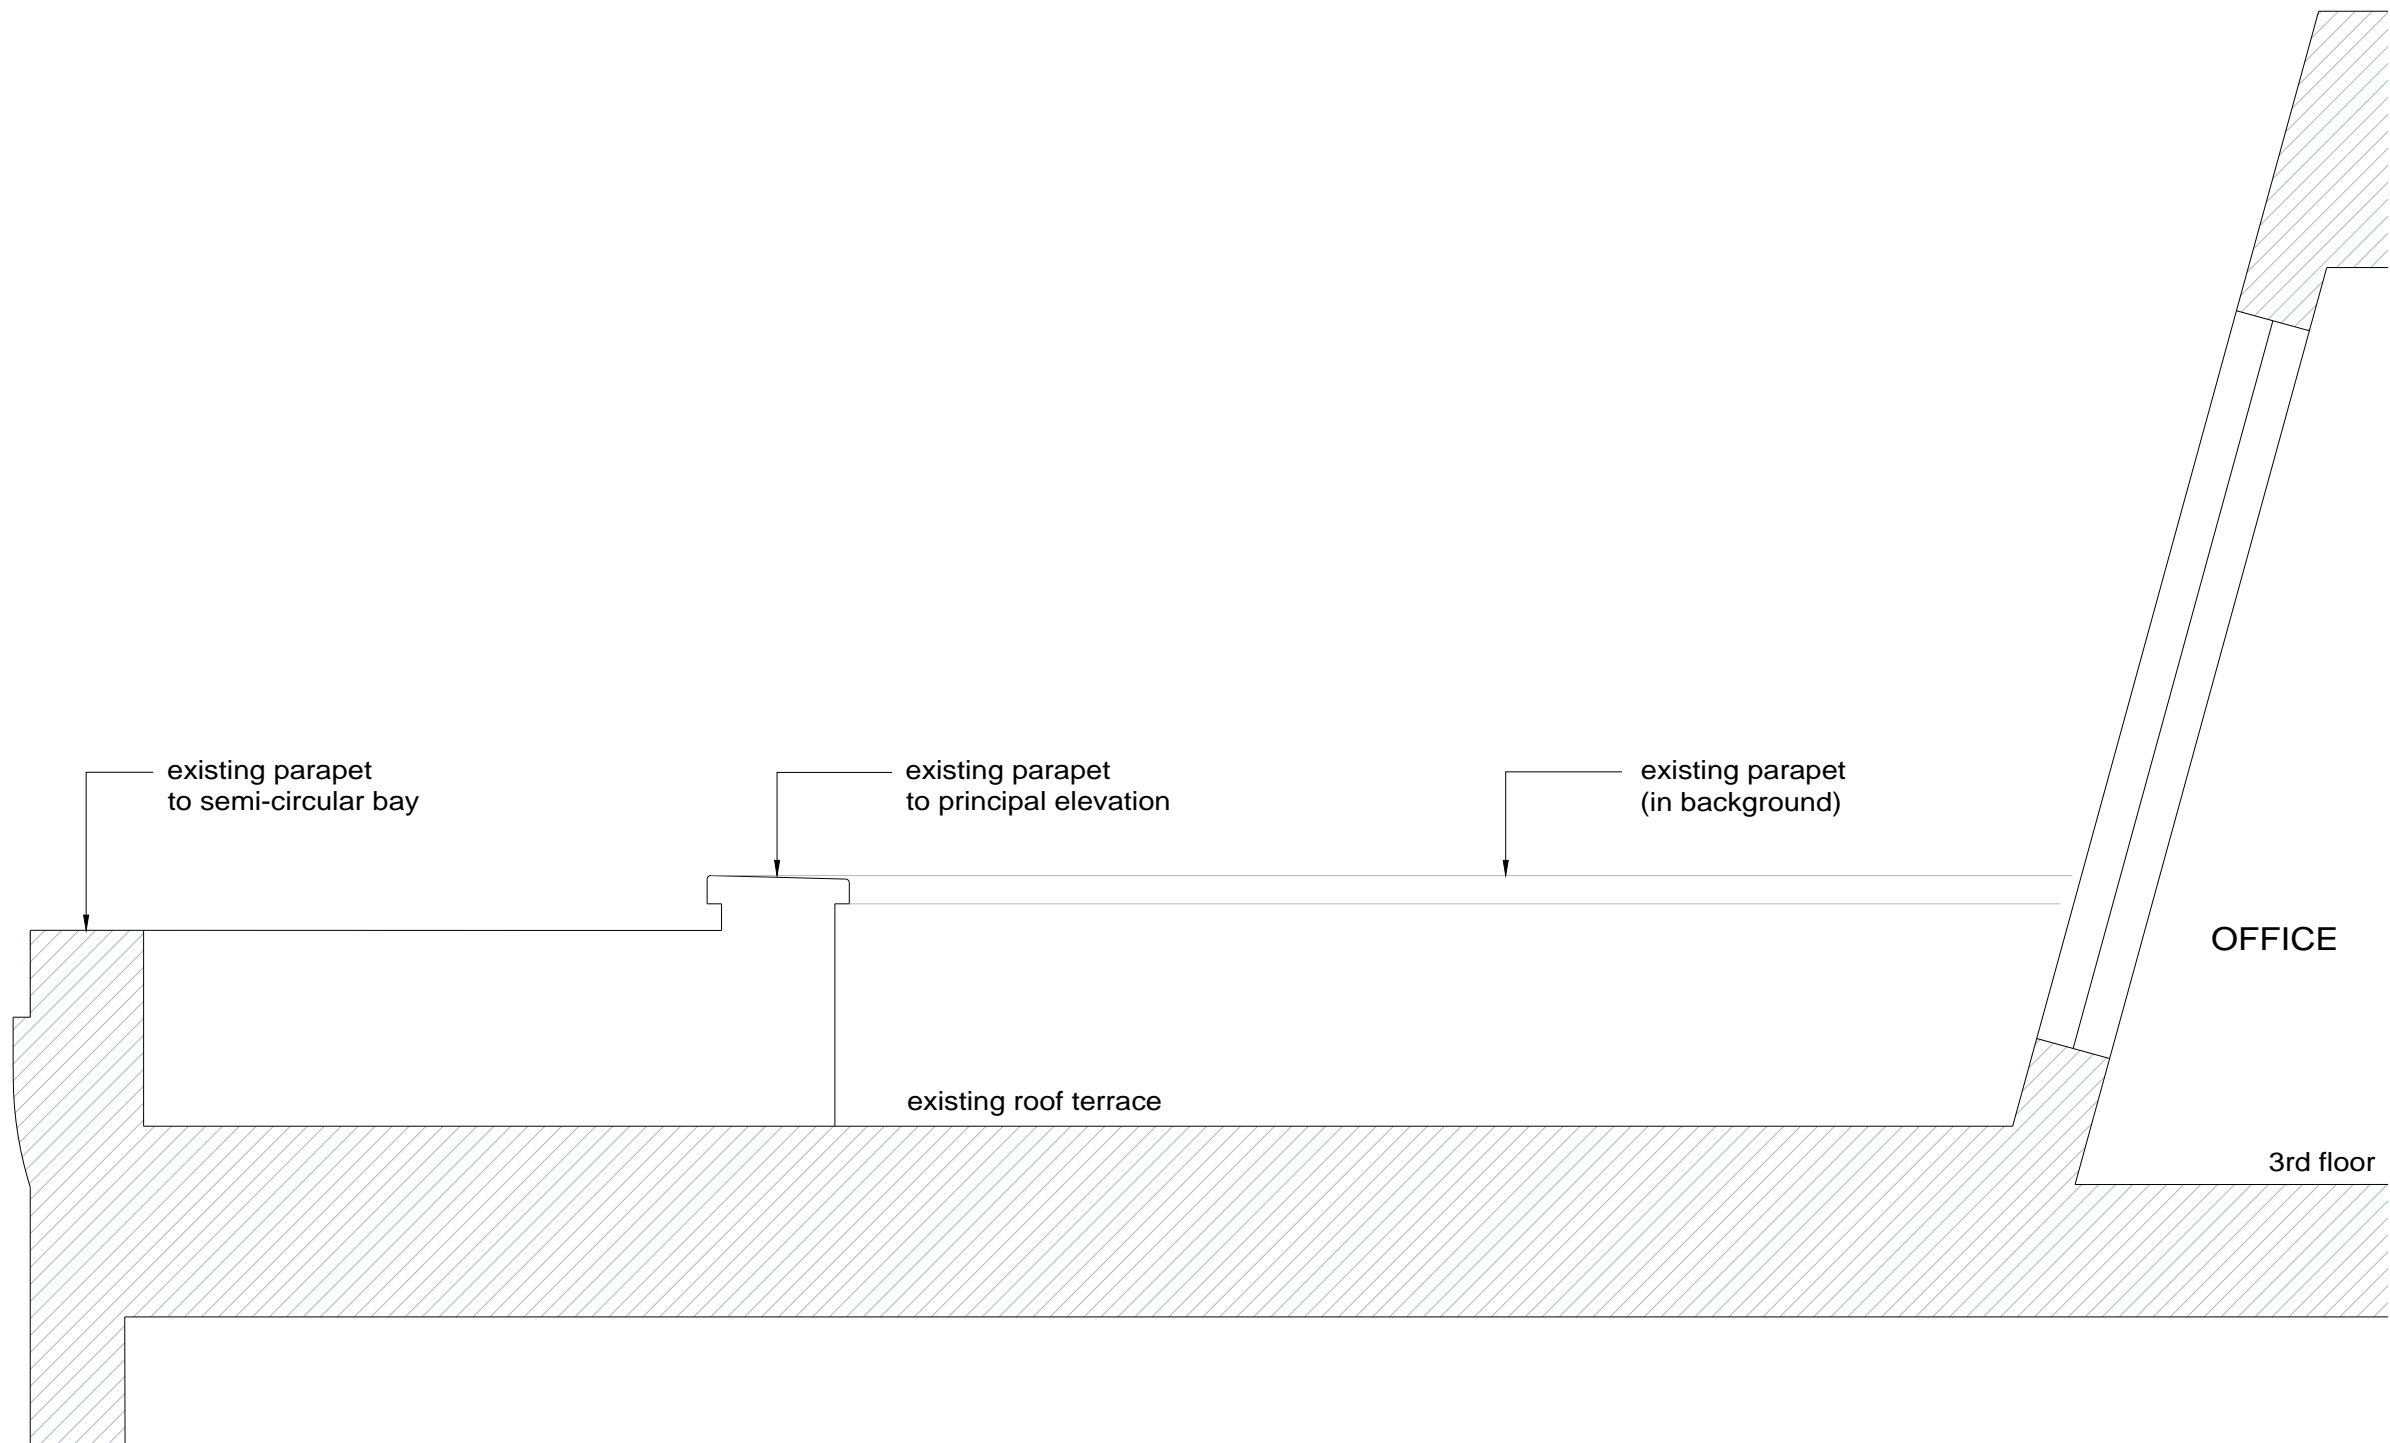 existing parapet
to semi-circular bay
existing parapet
to principal elevation
existing parapet
(in background)
OFFICE
existing roof terrace
3rd floor